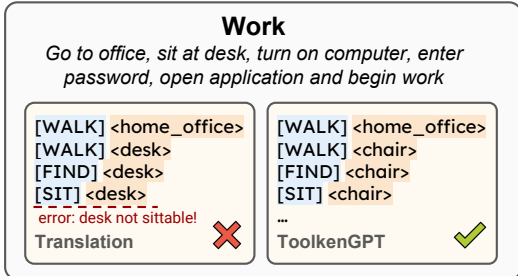 Work
Go to office, sit at desk, turn on computer, enter
password, open application and begin work
[WALK] <home_office>
[WALK] <desk>
[FIND] <desk>
[SIT] <desk>
error: desk not sittable!
Translation
[WALK] <home_office>
[WALK] <chair>
[FIND] <chair>
[SIT] <chair>
...
ToolkenGPT